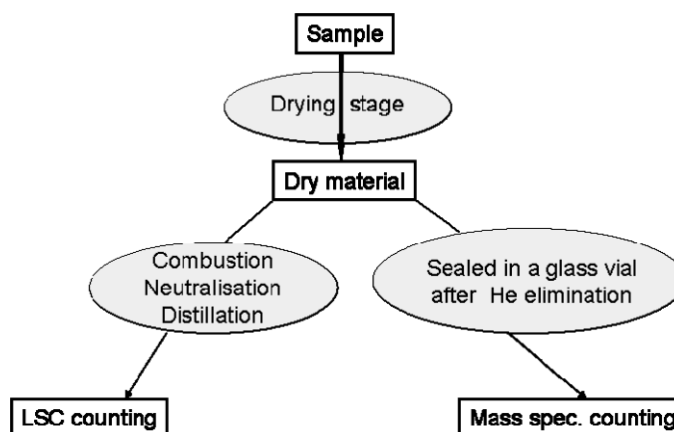 Sample
Drying stage
Dry material
Combustion
Neutralisation
Distillation
Sealed in a glass vial
after He elimination
LSC counting
Mass spec. counting